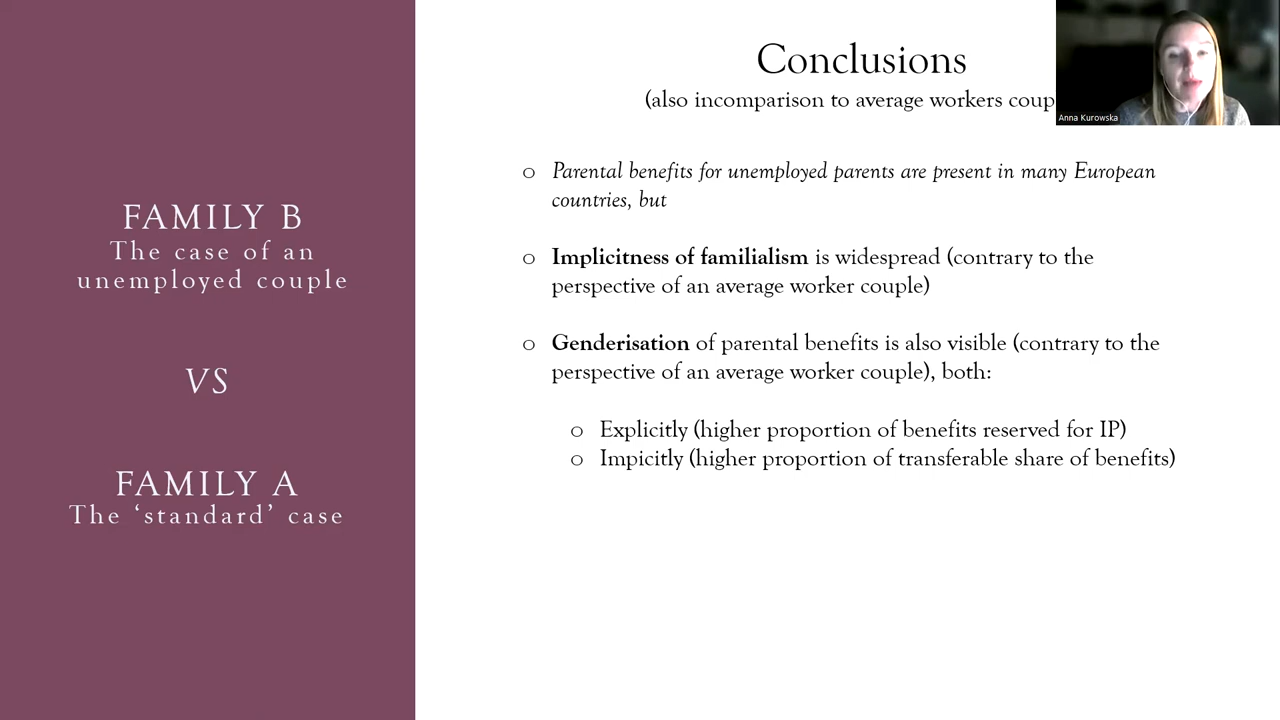 FAMILY B
The case of an
unemployed couple
VS
FAMILY A
The ‘standard’ case
Conclusions
(also incomparison to average workers coup
Anna Kurowska
o Parental benefits for unemployed parents are present in many European
countries, but
o Implicitness of familialism is widespread (contrary to the
perspective of an average worker couple)
o Genderisation of parental benefits is also visible (contrary to the
perspective of an average worker couple), both:
o Explicitly (higher proportion of benefits reserved for IP)
o Impicitly (higher proportion of transferable share of benefits)